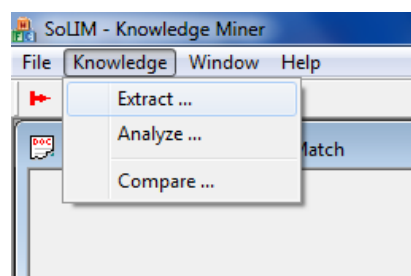 SoLIM - Knowledge Miner
File Knowledge Window Help
Extract ...
Analyze ...
Match
Compare ...